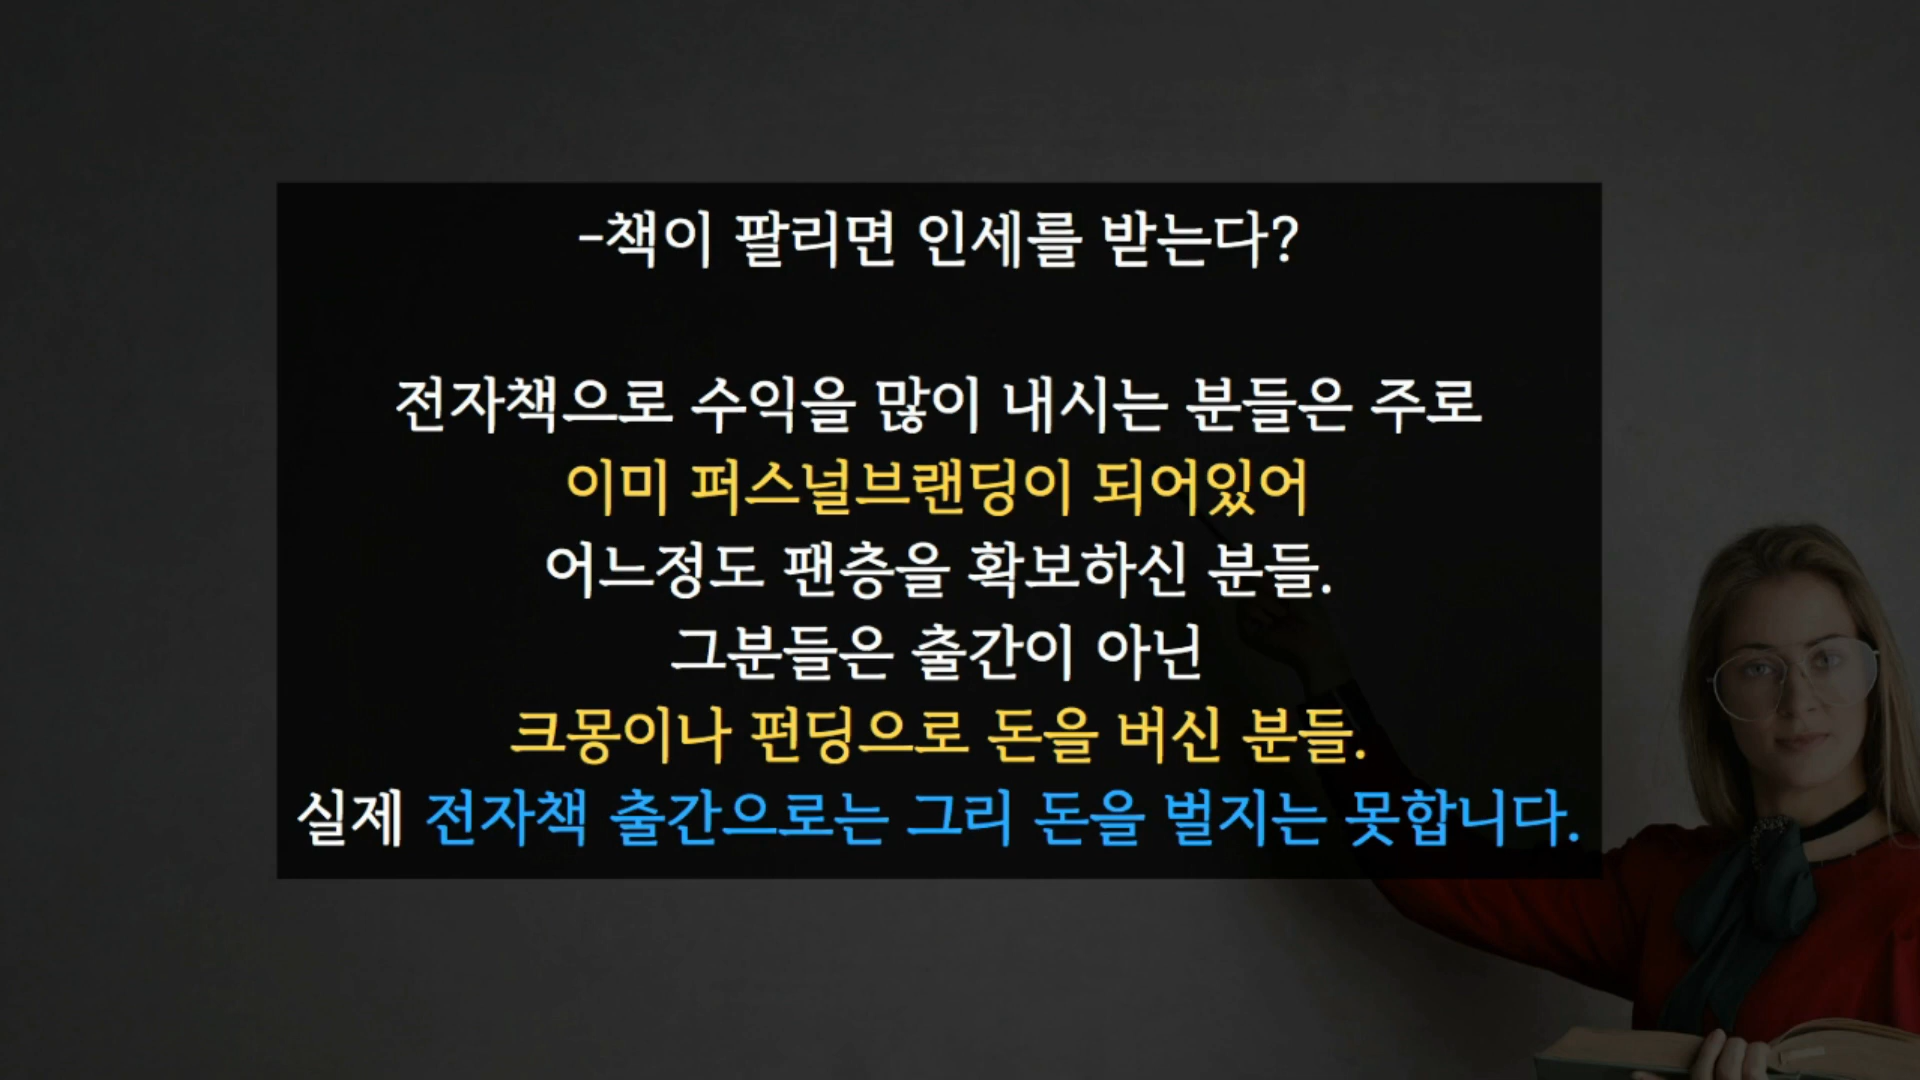 -책이 팔리면 인세를 받는다?
전자책으로 수익을 많이 내시는 분들은 주로
이미 퍼스널브랜딩이 되어있어
어느정도 팬층을 확보하신 분들.
그분들은 출간이 아닌
크몽이나 펀딩으로 돈을 버신 분들.
실제 전자책 출간으로는 그리 돈을 벌지는 못합니다.